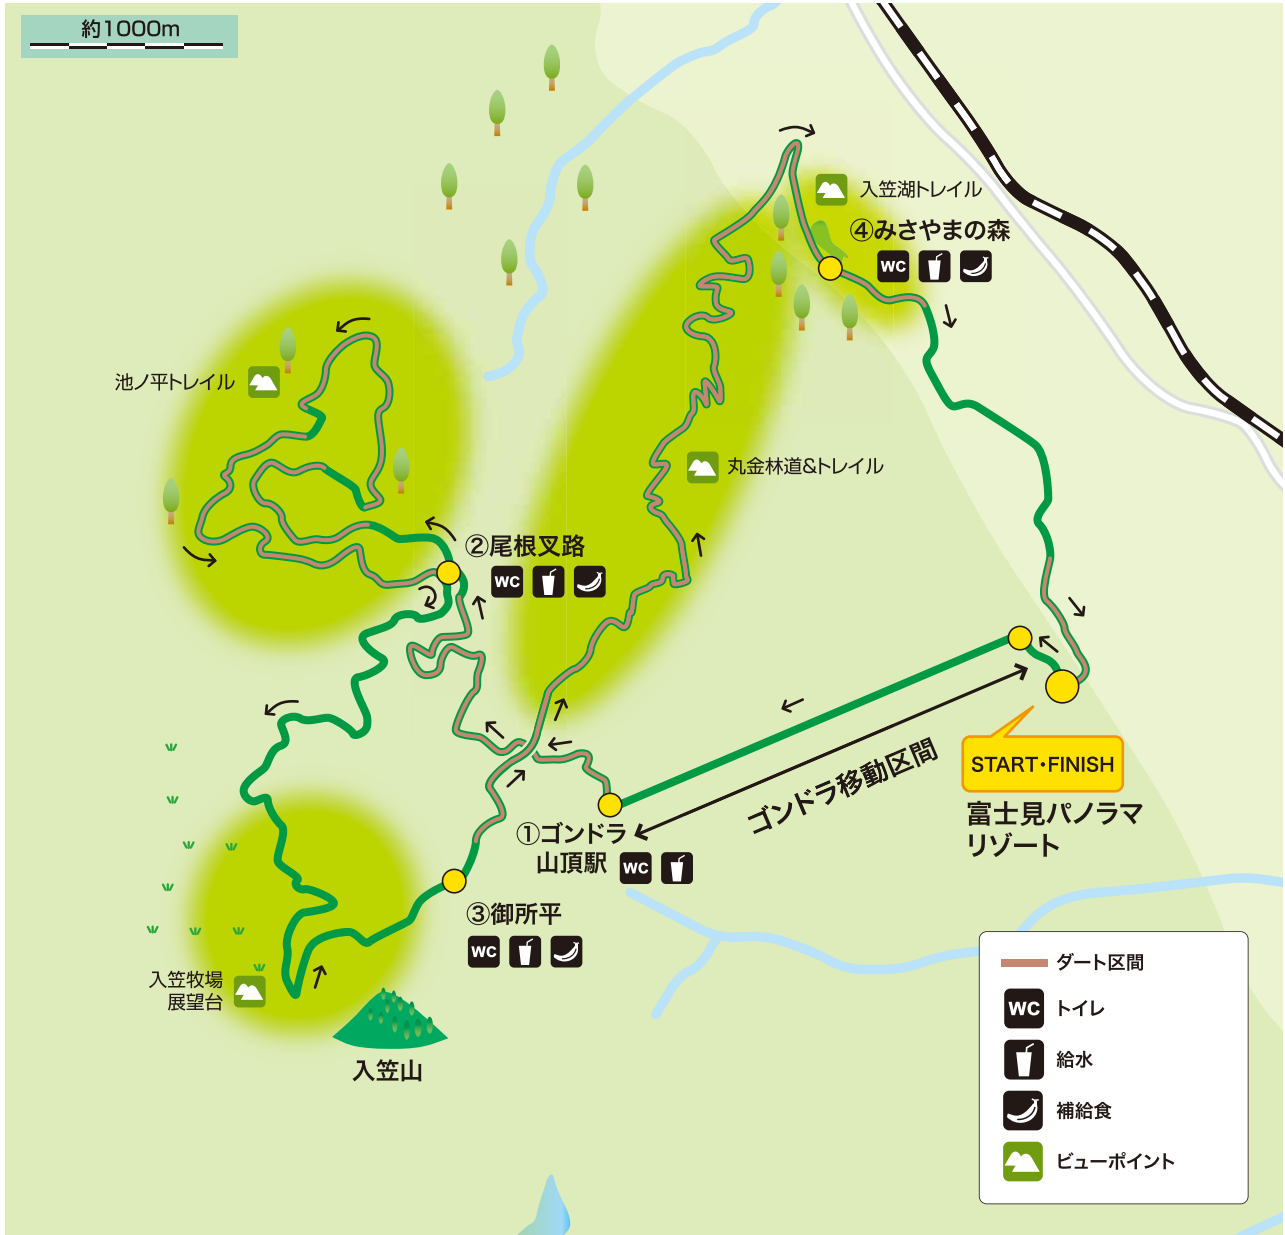 約1000m
入笠湖トレイル
④みさやまの森
WC
池ノ平トレイル
丸金林道&トレイル
②尾根叉路
WC
ゴンドラ移動区間
START・FINISH
富士見パノラマ
リゾート
①ゴンドラ
山頂駅
WC
③御所平
WC
入笠牧場
展望台
入笠山
ダート区間
WC
トイレ
給水
補給食
ビューポイント